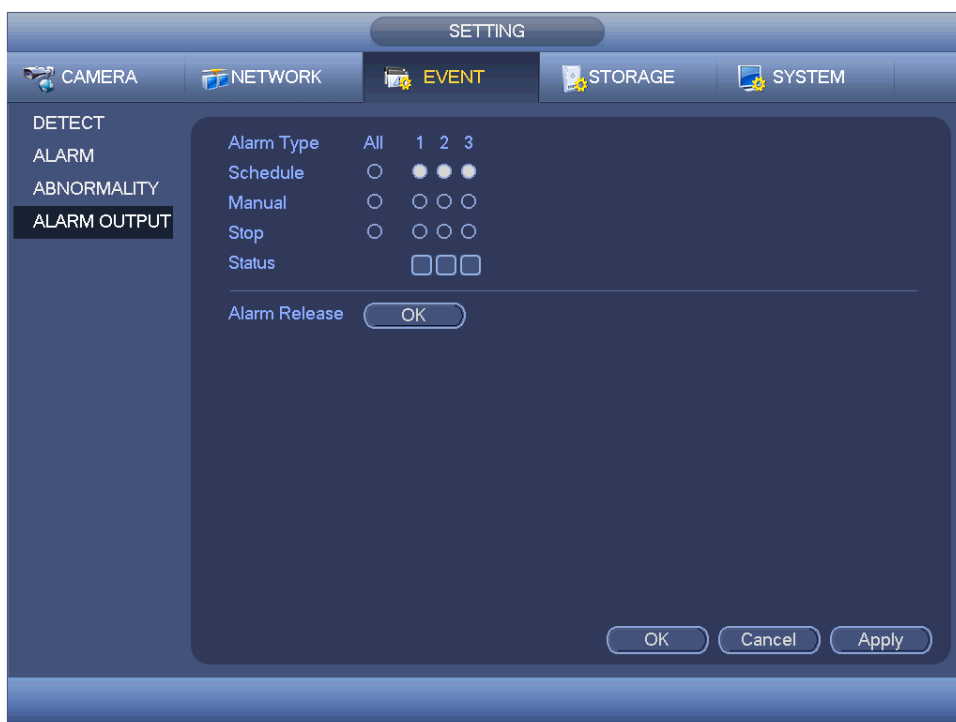 SETTING
CAMERA NETWORK EVENT STORAGE SYSTEM
DETECT
ALARM
ABNORMALITY
ALARM OUTPUT
Alarm Type All 1 2 3
Schedule
Manual
Stop
Status
Alarm Release OK
OK Cancel Apply